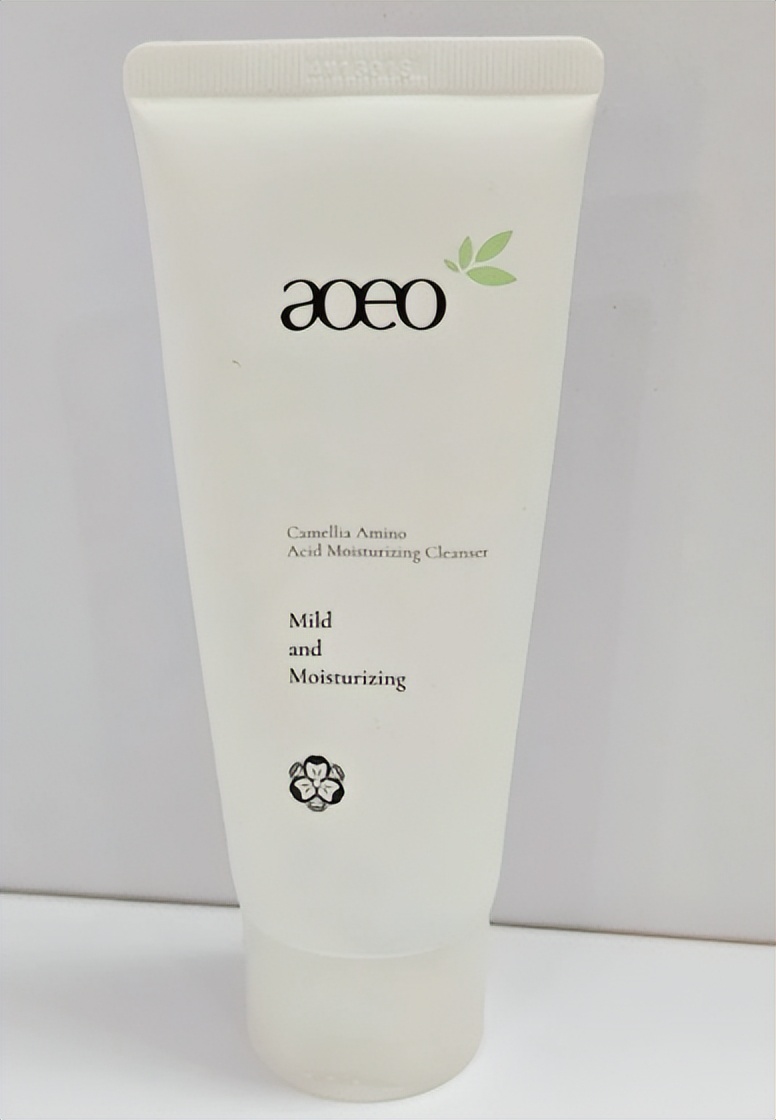 aoeo
Camellia Amino
Acid Moisturizing Cleanser
Mild
and
Moisturizing